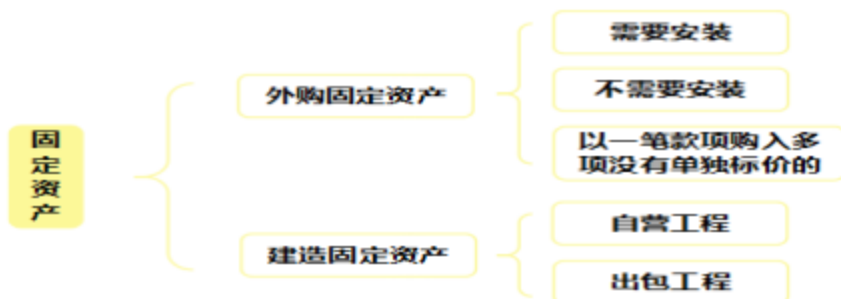 固定资产
外购固定资产
需要安装
不需要安装
以一笔款项购入多
项没有单独标价的
建造固定资产
自营工程
出包工程